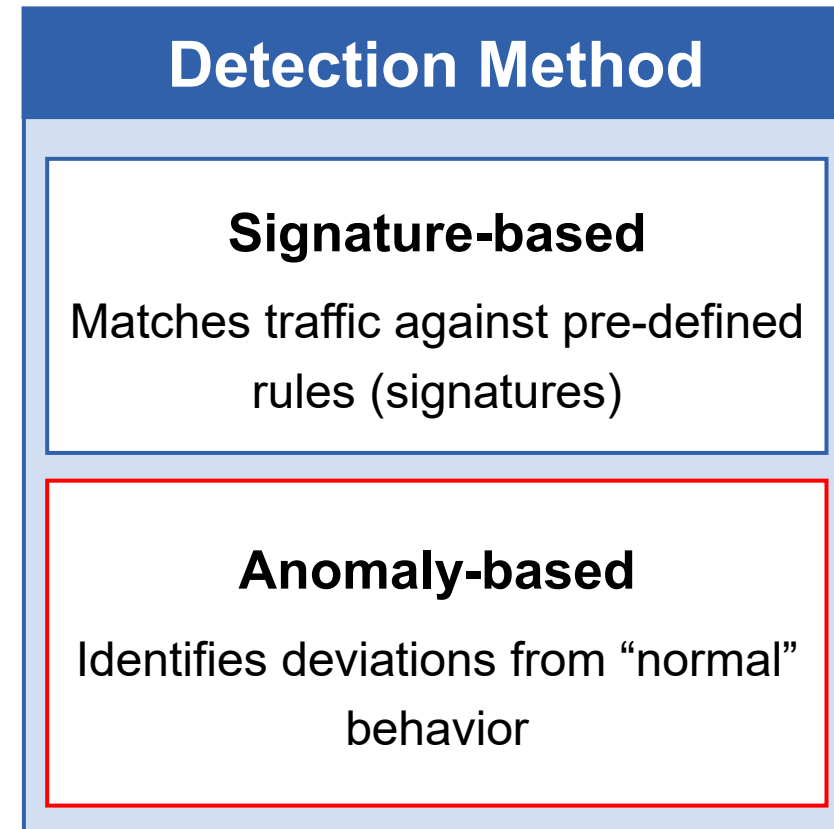 Detection Method
Signature-based
Matches traffic against pre-defined
rules (signatures)
Anomaly-based
Identifies deviations from “normal”
behavior